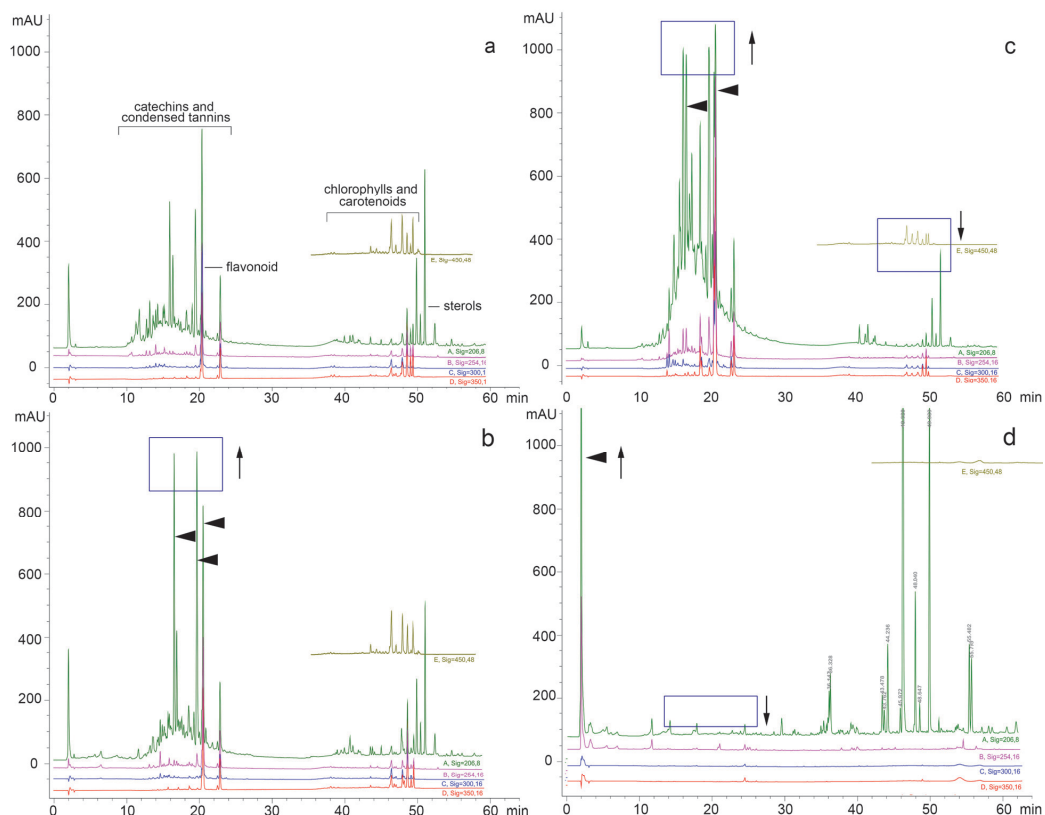 mAU
a
1000
800
600
400
200
0
catechins and
condensed tannins
chlorophylls and
carotenoids
flavonoid
sterols
E, Sig=450,48
A, Sig=206,8
B, Sig=254,16
C, Sig=300,1
D, Sig=350,1
0 10 20 30 40 50 60 min
mAU
c
1000
800
600
400
200
0
E, Sig=450,48
A, Sig=206,8
B, Sig=254,16
C, Sig=300,16
D, Sig=350,16
0 10 20 30 40 50 60 min
mAU
b
1000
800
600
400
200
0
E, Sig=450,48
A, Sig=206,8
B, Sig=254,16
C, Sig=300,16
D, Sig=350,16
0 10 20 30 40 50 60 min
mAU
d
1000
800
600
400
200
0
E, Sig=450,48
44.236
48.040
48.547
A, Sig=206,8
B, Sig=254,16
C, Sig=300,16
D, Sig=350,16
0 10 20 30 40 50 60 min